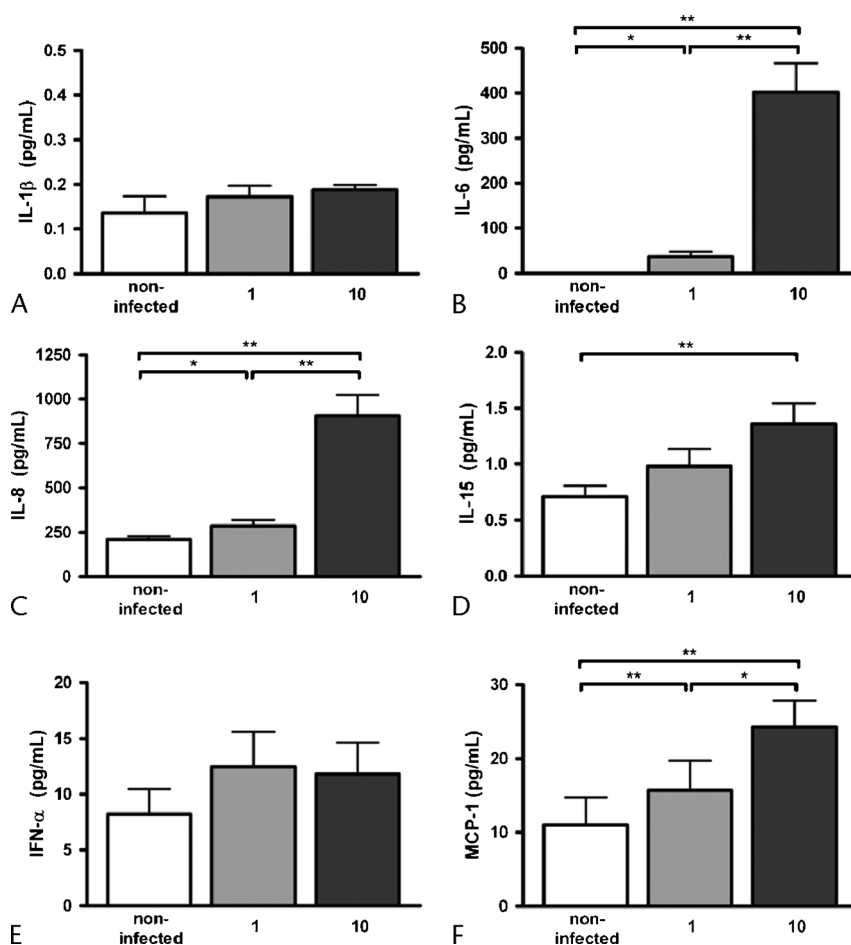 0.5
0.4
0.3
0.2
0.1
0.0
IL-1β (pg/mL)
non-
infected
1
10
A
**
*
**
500
400
300
200
100
0
IL-6 (pg/mL)
non-
infected
1
10
B
**
*
**
1250
1000
750
500
250
0
IL-8 (pg/mL)
non-
infected
1
10
C
**
2.0
1.5
1.0
0.5
0.0
IL-15 (pg/mL)
non-
infected
1
10
D
20
15
10
5
0
IFN-α (pg/mL)
non-
infected
1
10
E
**
**
*
30
20
10
0
MCP-1 (pg/mL)
non-
infected
1
10
F